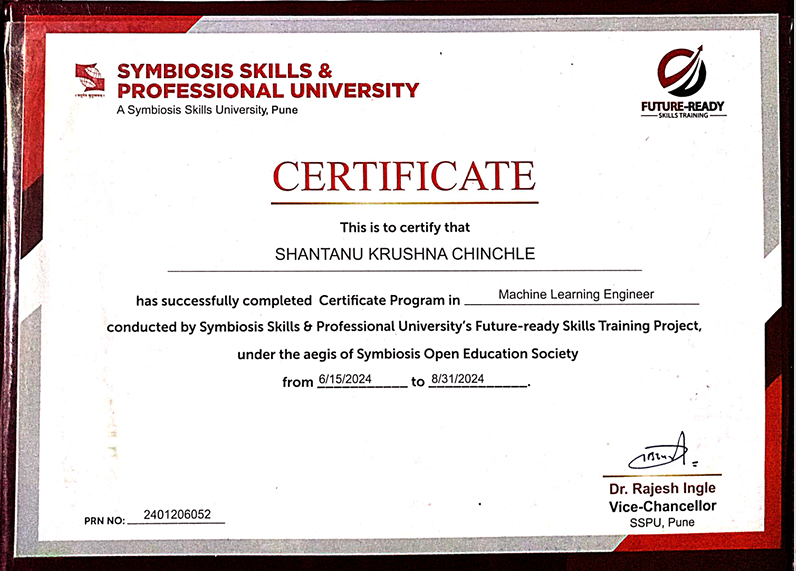 SYMBIOSIS SKILLS &
PROFESSIONAL UNIVERSITY
A Symbiosis Skills University, Pune
FUTURE-READY
SKILLS TRAINING
CERTIFICATE
This is to certify that
SHANTANU KRUSHNA CHINCHLE
has successfully completed Certificate Program in Machine Learning Engineer
conducted by Symbiosis Skills & Professional University's Future-ready Skills Training Project,
under the aegis of Symbiosis Open Education Society
from 6/15/2024 to 8/31/2024.
Dr. Rajesh Ingle
Vice-Chancellor
SSPU, Pune
PRN NO: 2401206052